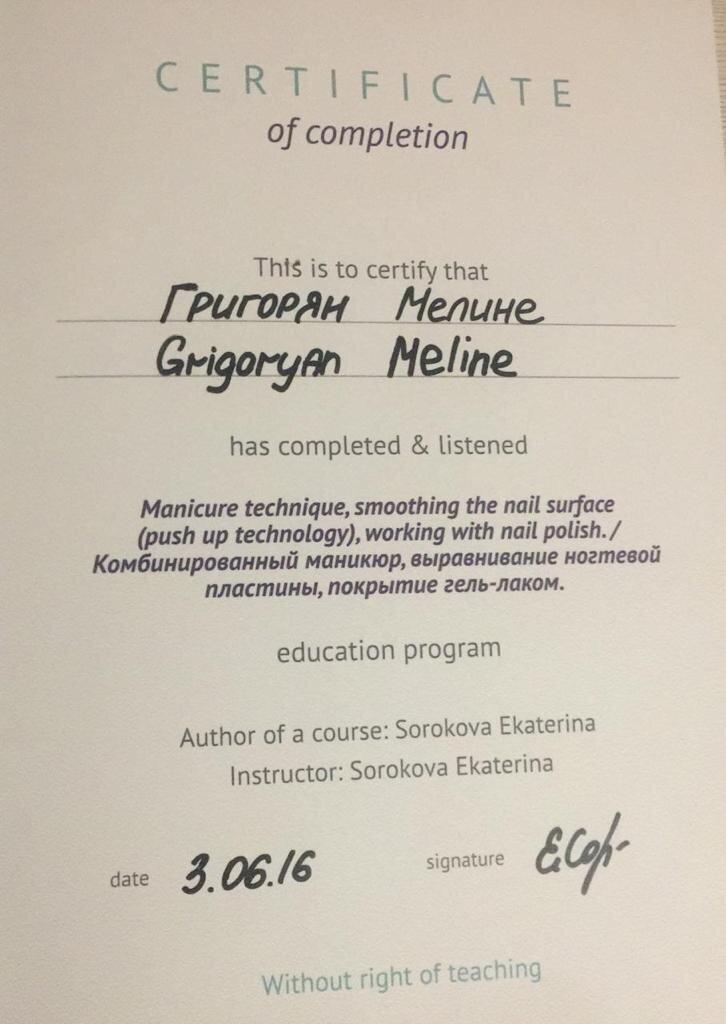 CERTIFICATE
of completion
This is to certify that
Григорян Мелине
Grigoryan Meline
has completed & listened
Manicure technique, smoothing the nail surface
(push up technology), working with nail polish. /
Комбинированный маникюр, выравнивание ногтевой
пластины, покрытие гель-лаком.
education program
Author of a course: Sorokova Ekaterina
Instructor: Sorokova Ekaterina
date 3.06.16 signature Е.Сор-
Without right of teaching